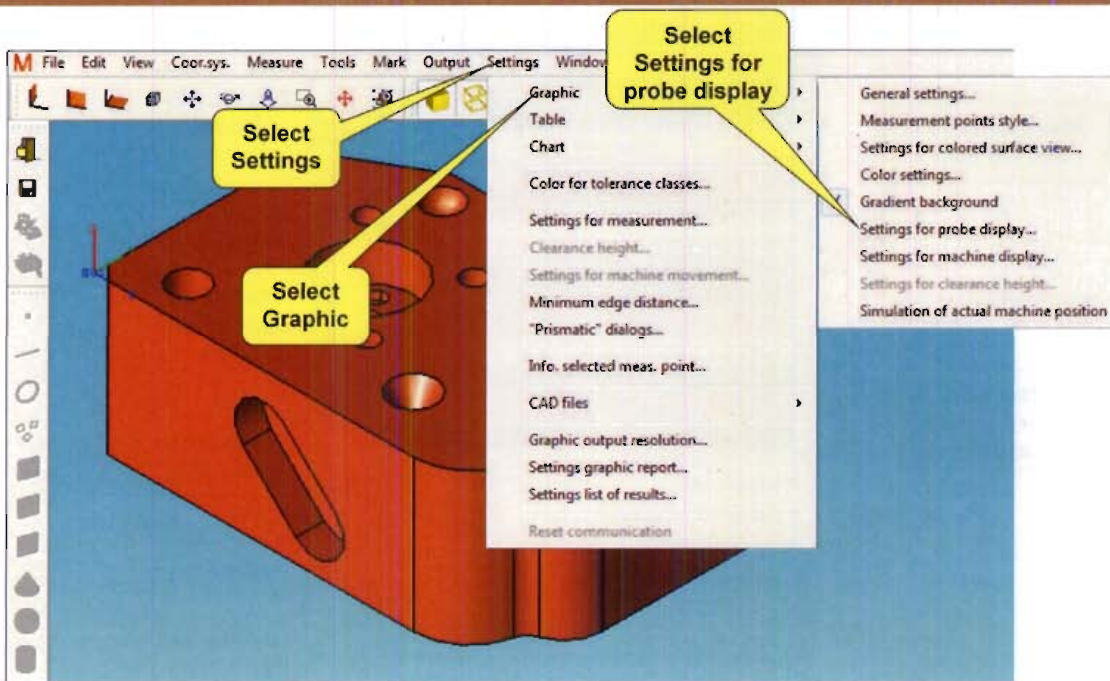 M File Edit View Coor.sys. Measure Tools Mark Output Settings Window
Select
Settings for
probe display
Select
Settings
Select
Graphic
Graphic
Table
Chart
Color for tolerance classes...
Settings for measurement...
Clearance height...
Settings for machine movement...
Minimum edge distance...
"Prismatic" dialogs...
Info. selected meas. point...
CAD files
Graphic output resolution...
Settings graphic report...
Settings list of results...
Reset communication
General settings...
Measurement points style...
Settings for colored surface view...
Color settings...
Gradient background
Settings for probe display...
Settings for machine display...
Settings for clearance height...
Simulation of actual machine position